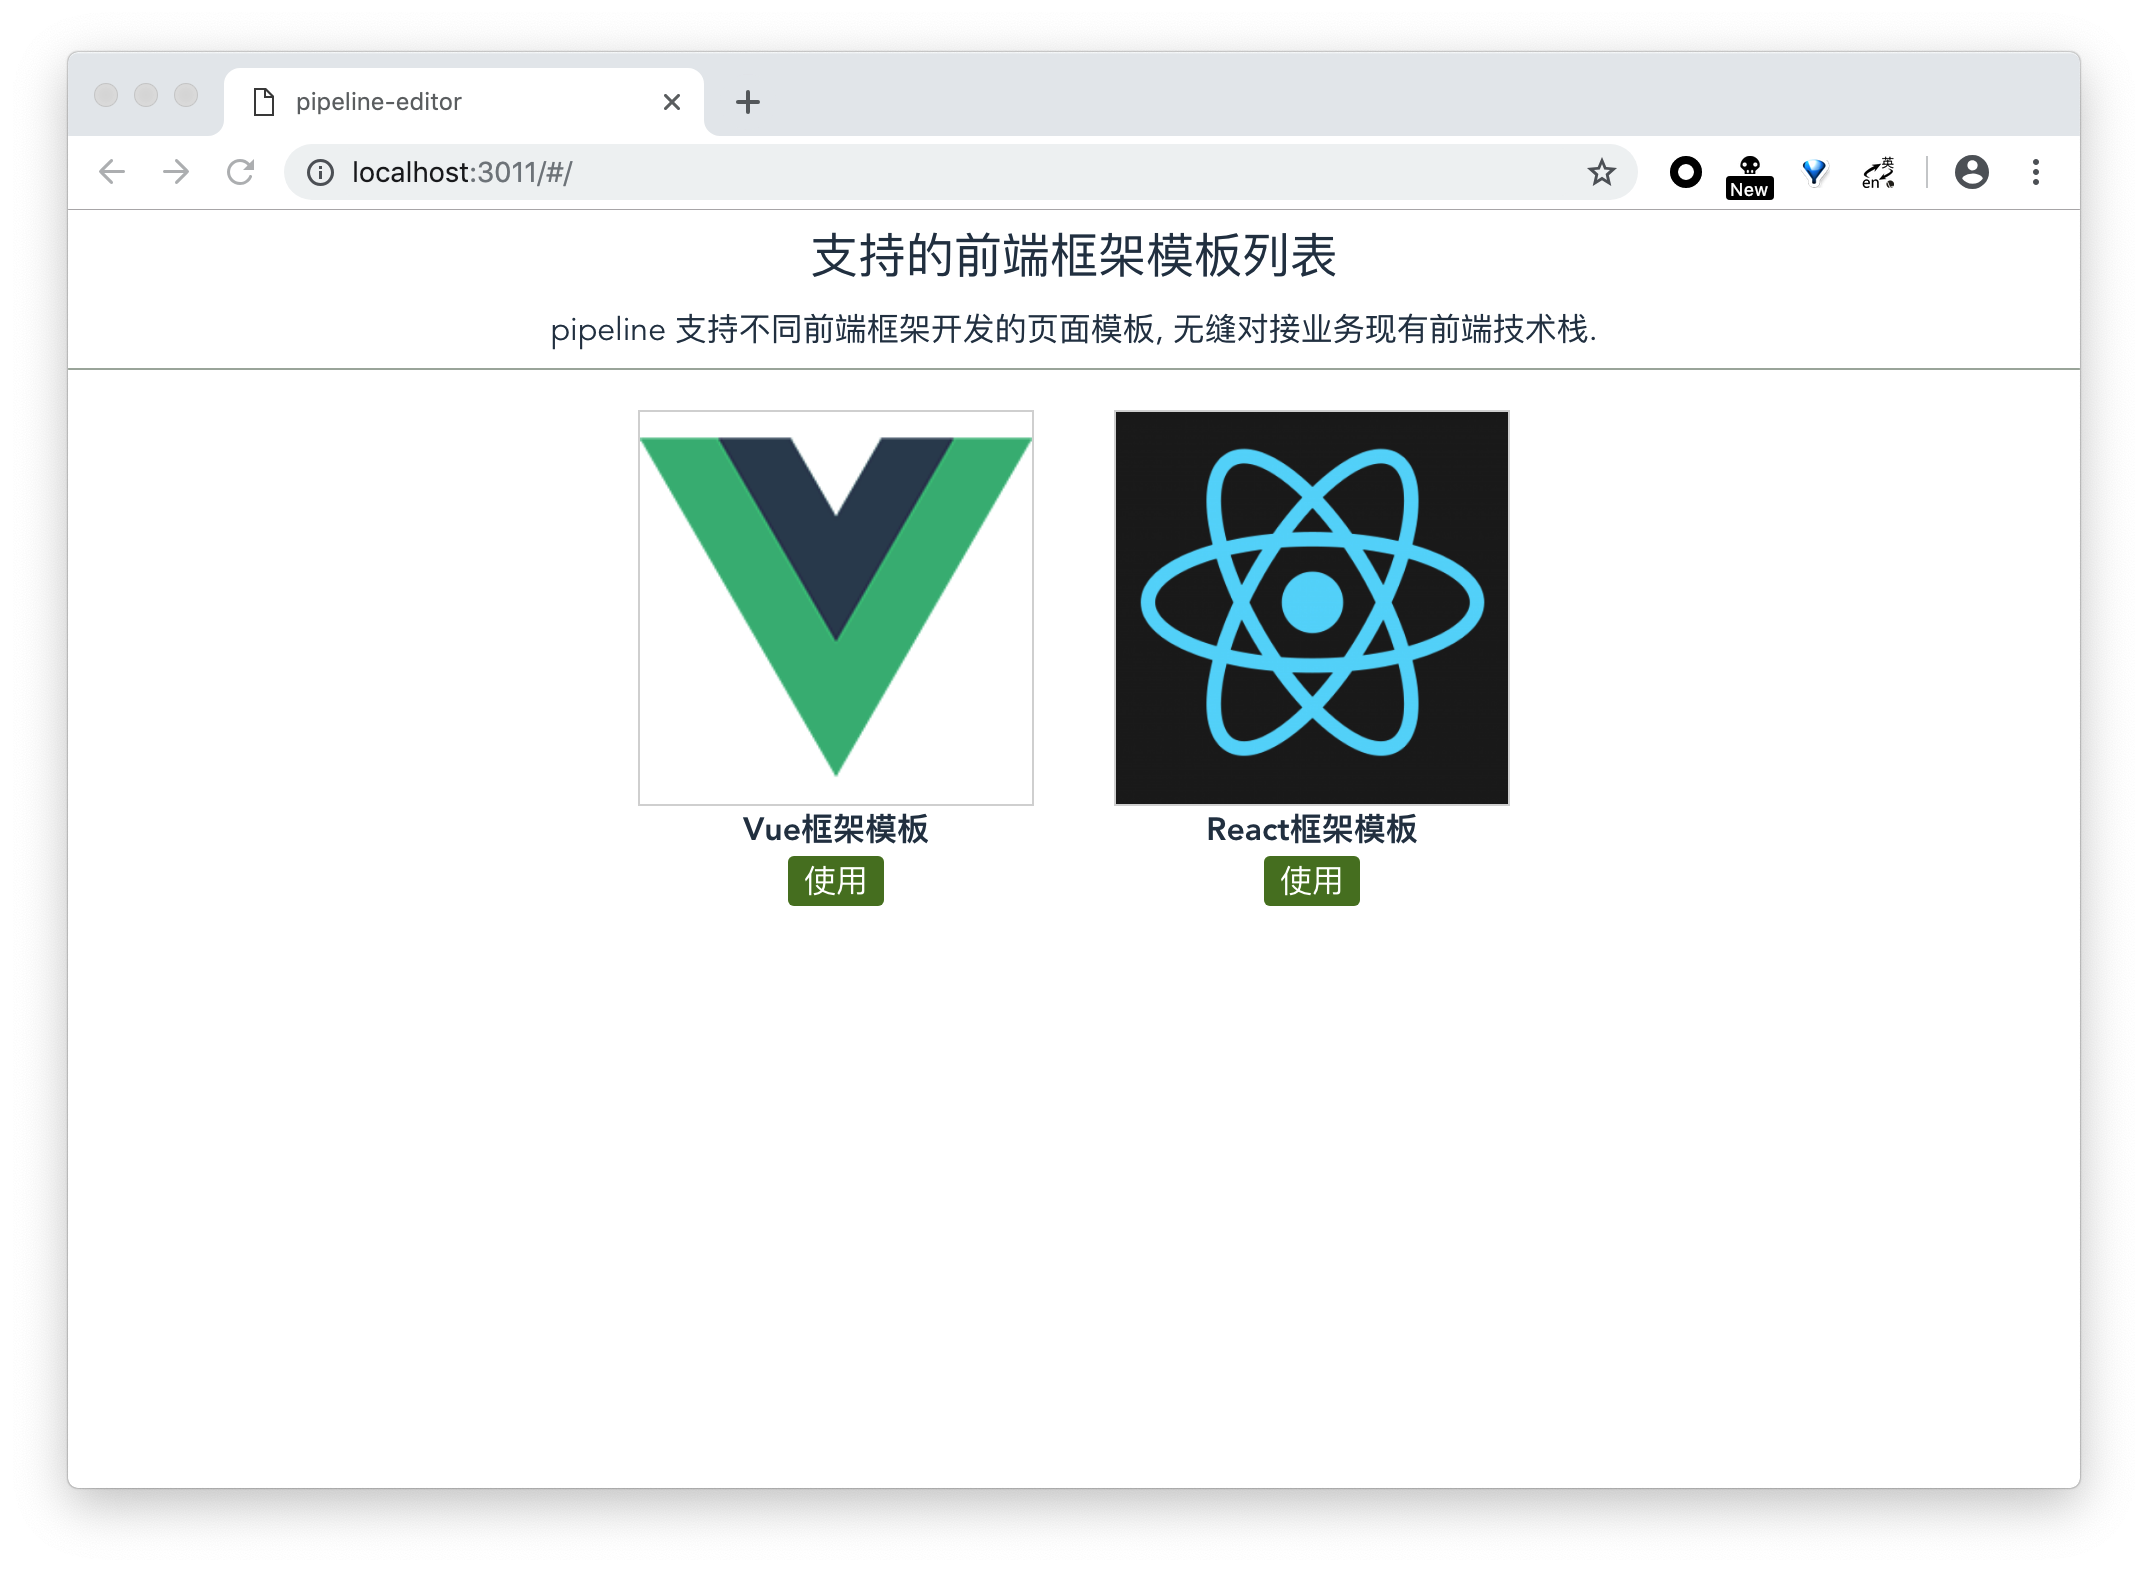 pipeline-editor
localhost:3011/#/
New
英
en
支持的前端框架模板列表
pipeline 支持不同前端框架开发的页面模板, 无缝对接业务现有前端技术栈.
Vue框架模板
React框架模板
使用
使用